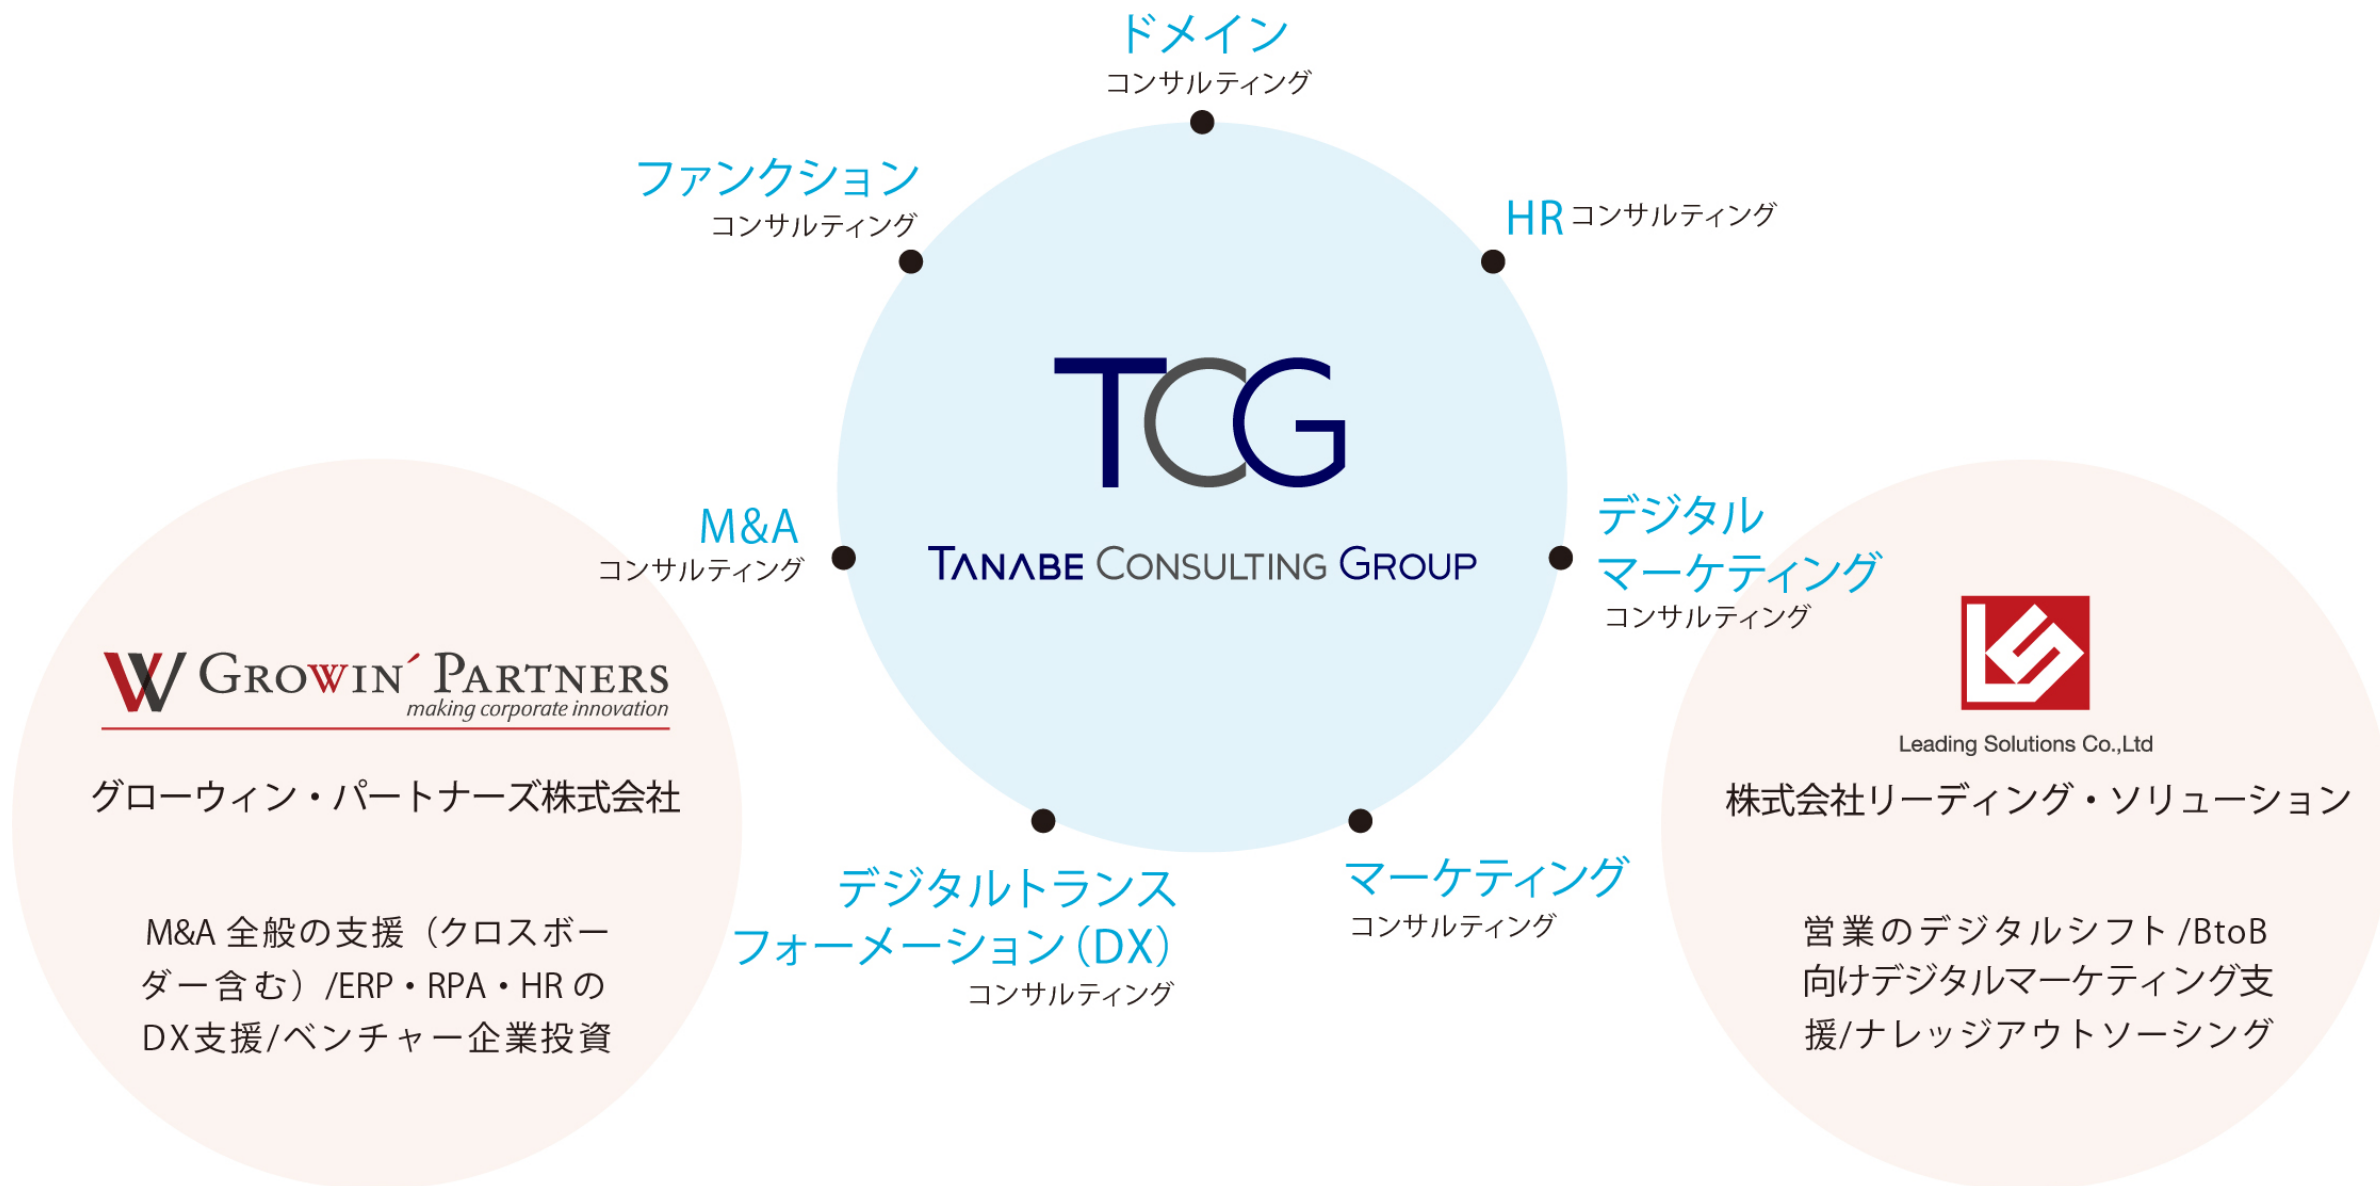 ドメイン
コンサルティング
ファンクション
コンサルティング
HR コンサルティング
TCG
TANABE CONSULTING GROUP
M&A
コンサルティング
デジタル
マーケティング
コンサルティング
GROWIN´ PARTNERS
making corporate innovation
グローウィン・パートナーズ株式会社
M&A 全般の支援（クロスボー
ダー含む）/ERP・RPA・HR の
DX支援/ベンチャー企業投資
デジタルトランス
フォーメーション（DX）
コンサルティング
マーケティング
コンサルティング
Leading Solutions Co.,Ltd
株式会社リーディング・ソリューション
営業のデジタルシフト/BtoB
向けデジタルマーケティング支
援/ナレッジアウトソーシング